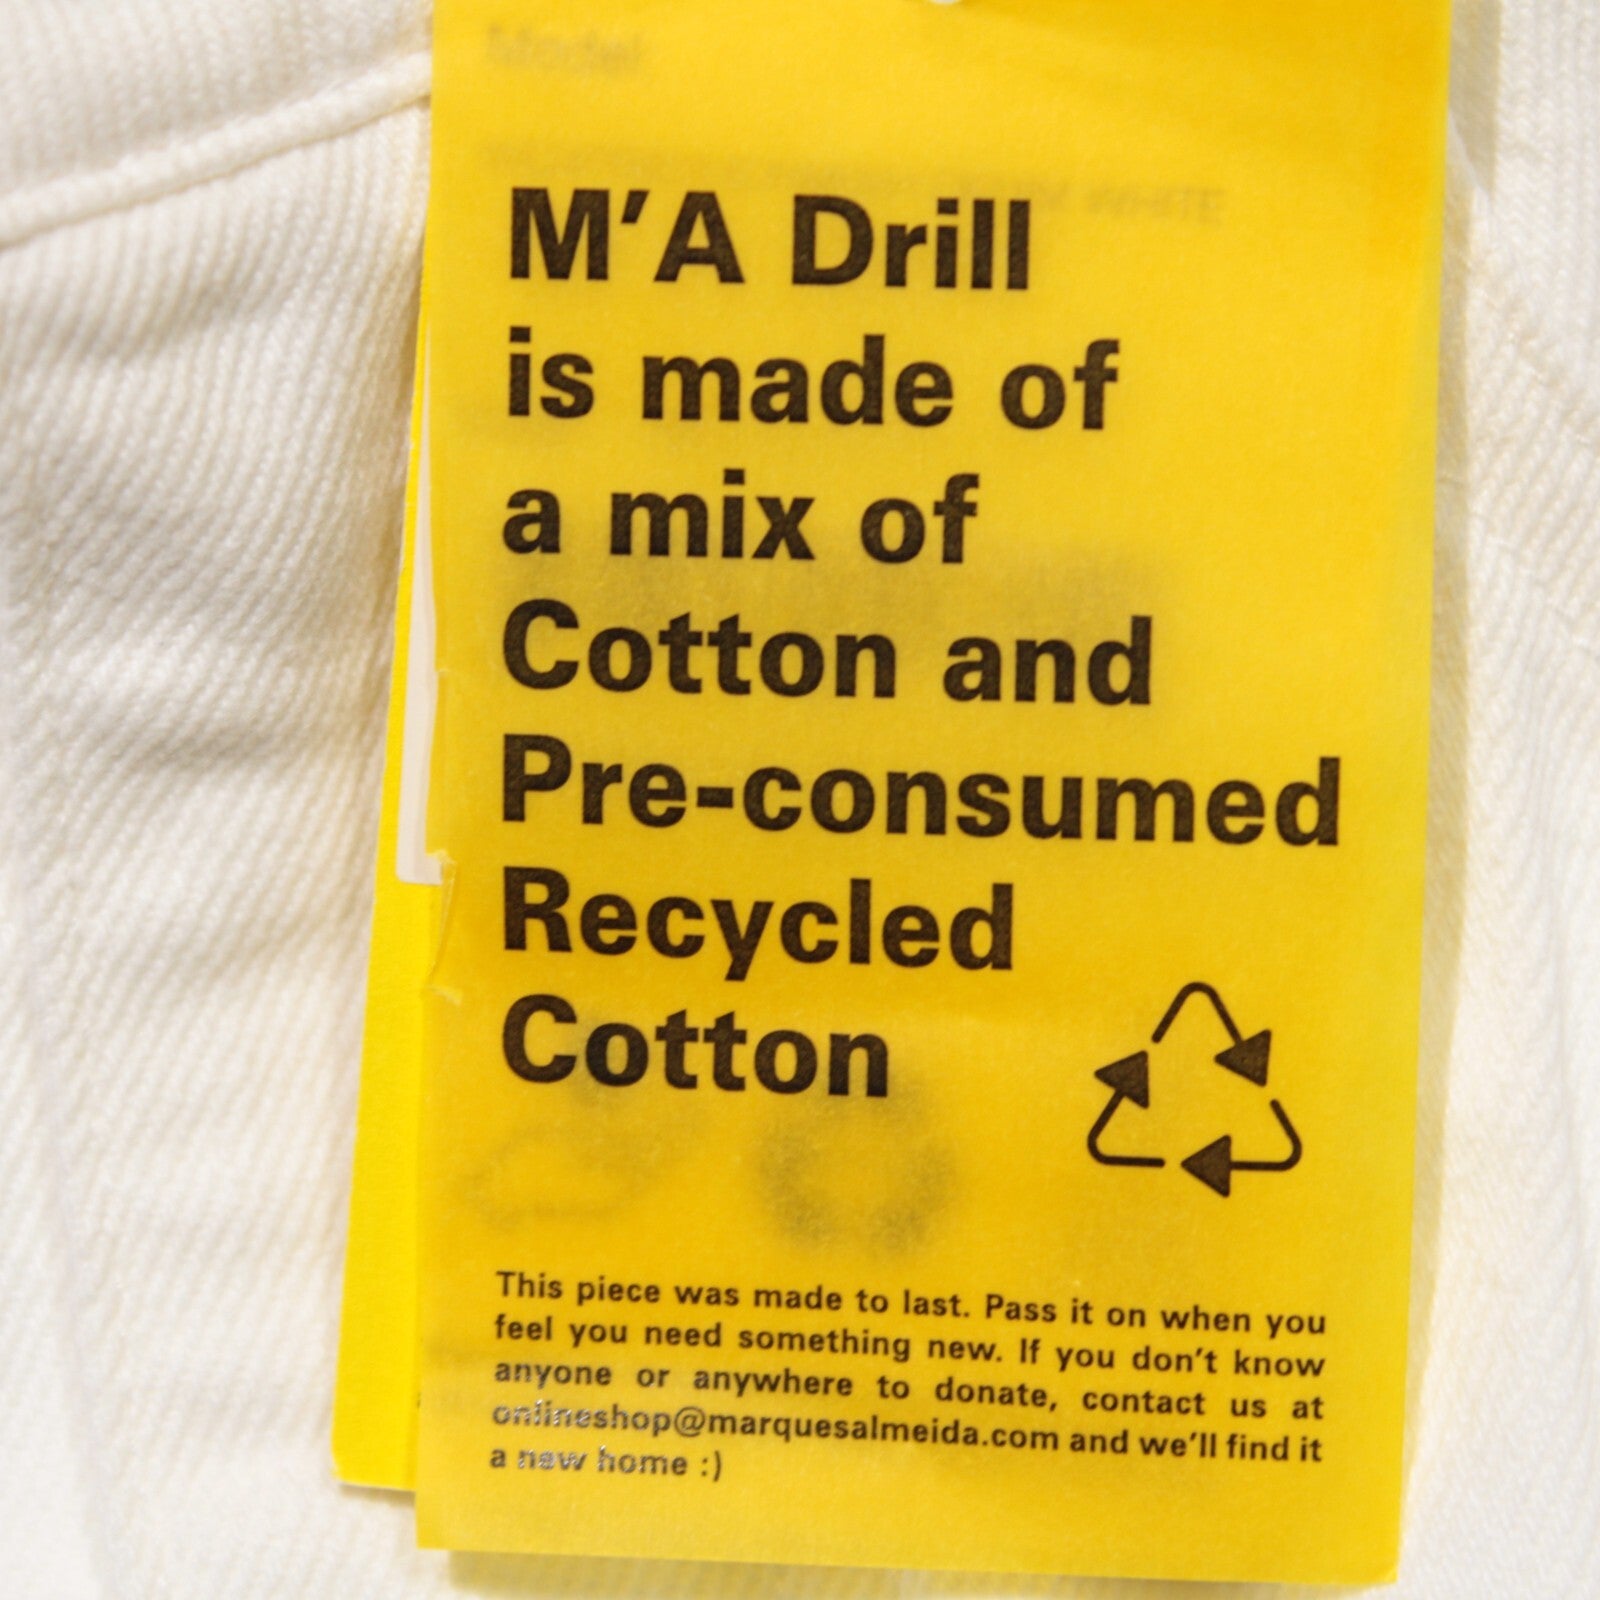 Model
M'A Drill
is made of
a mix of
Cotton and
Pre-consumed
Recycled
Cotton
This piece was made to last. Pass it on when you
feel you need something new. If you don't know
anyone or anywhere to donate, contact us at
onlineshop@marquesalmeida.com and we'll find it
a new home :)